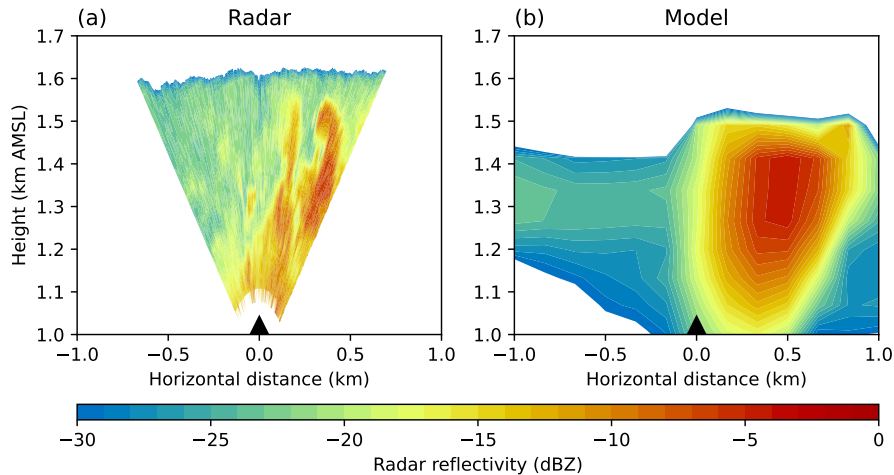 (a) Radar
(b) Model
1.7
1.6
1.5
1.4
1.3
1.2
1.1
1.0
Height (km AMSL)
−1.0 −0.5 0.0 0.5 1.0
Horizontal distance (km)
1.7
1.6
1.5
1.4
1.3
1.2
1.1
1.0
−1.0 −0.5 0.0 0.5 1.0
Horizontal distance (km)
−30 −25 −20 −15 −10 −5 0
Radar reflectivity (dBZ)